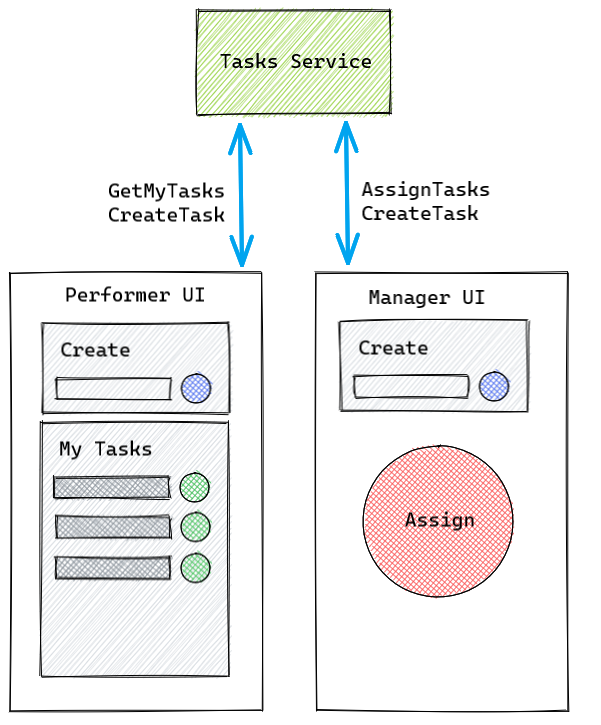 Tasks Service
GetMyTasks
CreateTask
AssignTasks
CreateTask
Performer UI
Create
My Tasks
Manager UI
Create
Assign